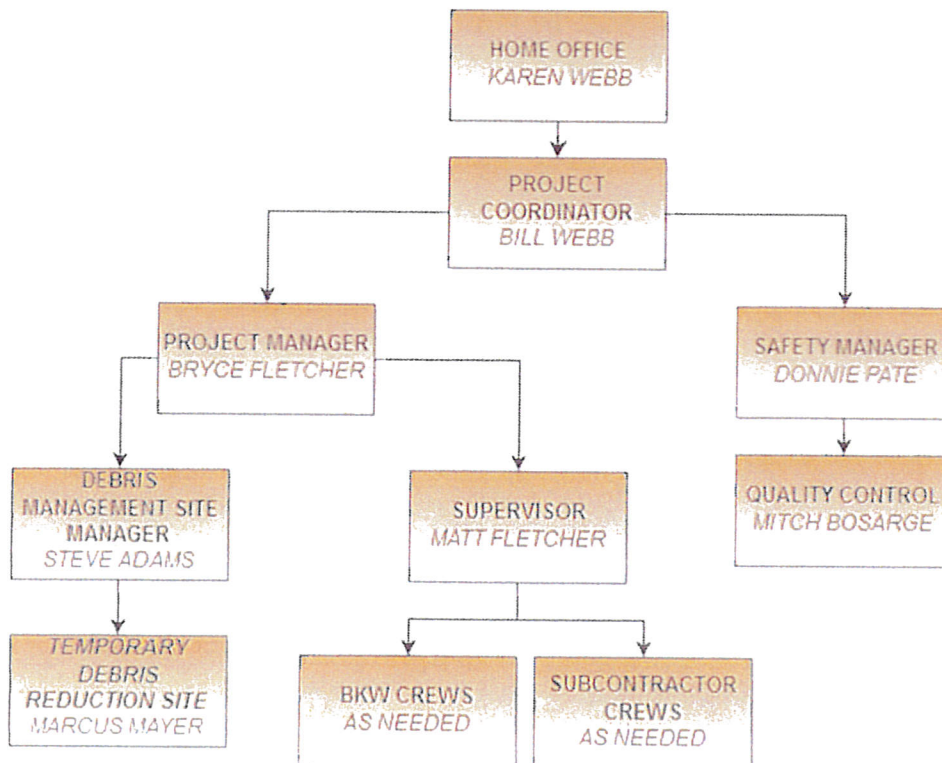 HOME OFFICE
KAREN WEBB
PROJECT
COORDINATOR
BILL WEBB
PROJECT MANAGER
BRYCE FLETCHER
SAFETY MANAGER
DONNIE PATE
DEBRIS
MANAGEMENT SITE
MANAGER
STEVE ADAMS
SUPERVISOR
MATT FLETCHER
QUALITY CONTROL
MITCH BOSARGE
TEMPORARY
DEBRIS
REDUCTION SITE
MARCUS MAYER
BKW CREWS
AS NEEDED
SUBCONTRACTOR
CREWS
AS NEEDED